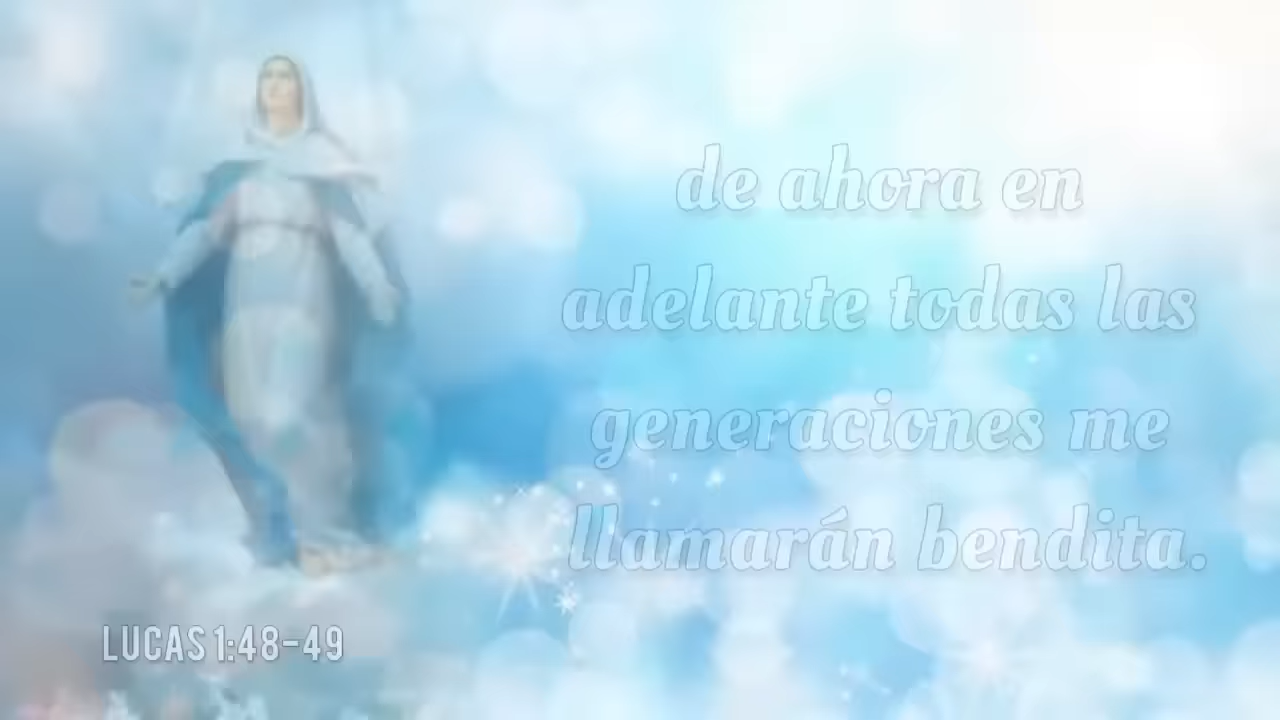 de ahora en
adelante todas las
generaciones me
llamarán bendita.
LUCAS 1:48-49